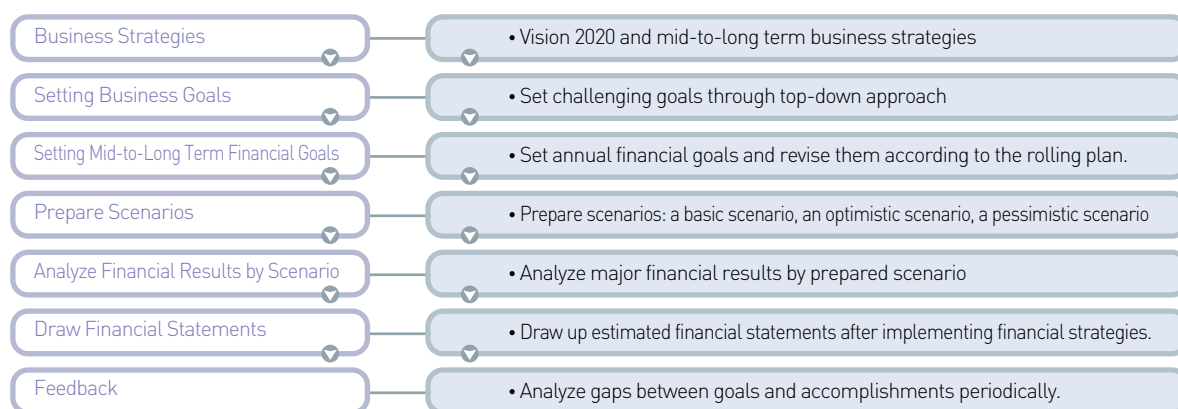 Business Strategies
• Vision 2020 and mid-to-long term business strategies
Setting Business Goals
• Set challenging goals through top-down approach
Setting Mid-to-Long Term Financial Goals
• Set annual financial goals and revise them according to the rolling plan.
Prepare Scenarios
• Prepare scenarios: a basic scenario, an optimistic scenario, a pessimistic scenario
Analyze Financial Results by Scenario
• Analyze major financial results by prepared scenario
Draw Financial Statements
• Draw up estimated financial statements after implementing financial strategies.
Feedback
• Analyze gaps between goals and accomplishments periodically.